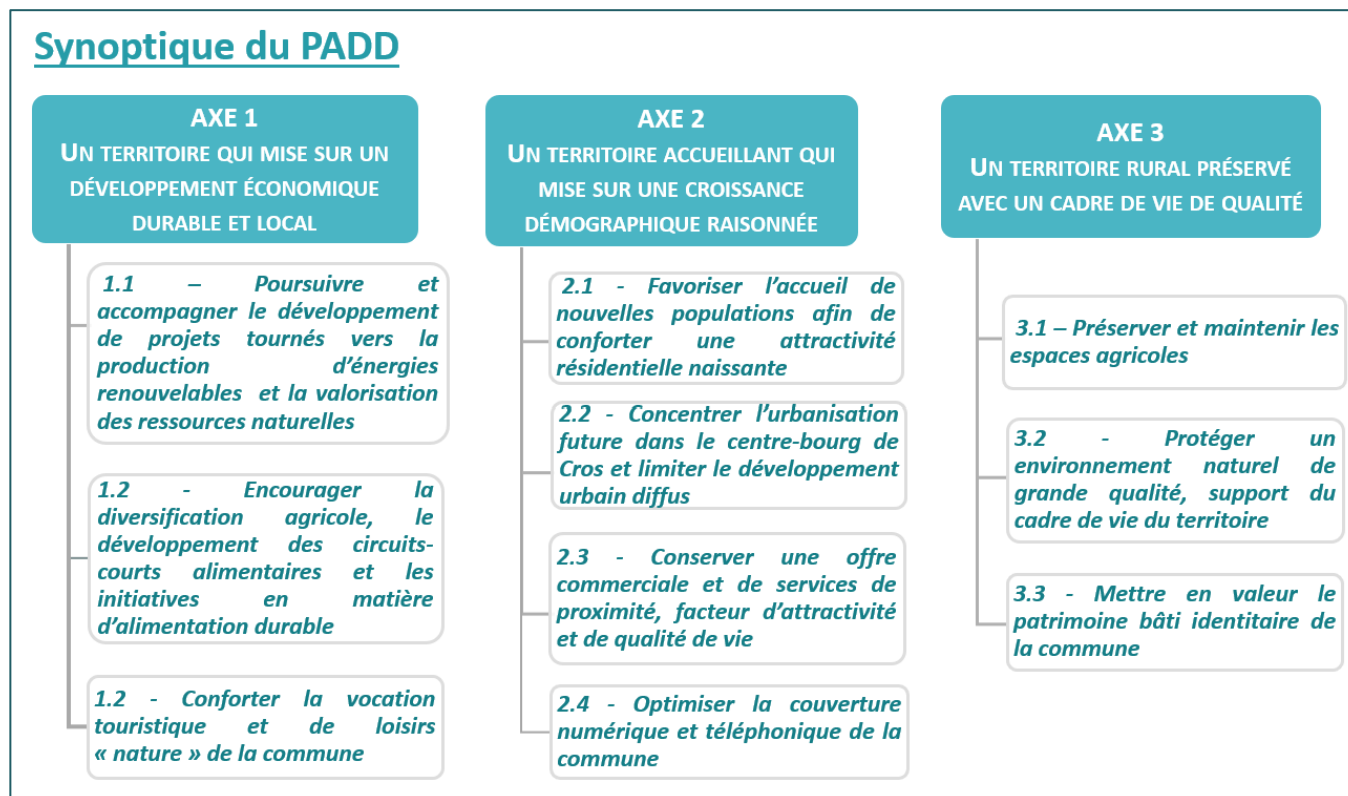 Synoptique du PADD
AXE 1
UN TERRITOIRE QUI MISE SUR UN
DÉVELOPPEMENT ÉCONOMIQUE
DURABLE ET LOCAL
1.1 – Poursuivre et
accompagner le développement
de projets tournés vers la
production d’énergies
renouvelables et la valorisation
des ressources naturelles
1.2 - Encourager la
diversification agricole, le
développement des circuits-
courts alimentaires et les
initiatives en matière
d’alimentation durable
1.2 - Conforter la vocation
touristique et de loisirs
« nature » de la commune
AXE 2
UN TERRITOIRE ACCUEILLANT QUI
MISE SUR UNE CROISSANCE
DÉMOGRAPHIQUE RAISONNÉE
2.1 - Favoriser l’accueil de
nouvelles populations afin de
conforter une attractivité
résidentielle naissante
2.2 - Concentrer l’urbanisation
future dans le centre-bourg de
Cros et limiter le développement
urbain diffus
2.3 - Conserver une offre
commerciale et de services de
proximité, facteur d’attractivité
et de qualité de vie
2.4 - Optimiser la couverture
numérique et téléphonique de la
commune
AXE 3
UN TERRITOIRE RURAL PRÉSERVÉ
AVEC UN CADRE DE VIE DE QUALITÉ
3.1 – Préserver et maintenir les
espaces agricoles
3.2 - Protéger un
environnement naturel de
grande qualité, support du
cadre de vie du territoire
3.3 - Mettre en valeur le
patrimoine bâti identitaire de
la commune